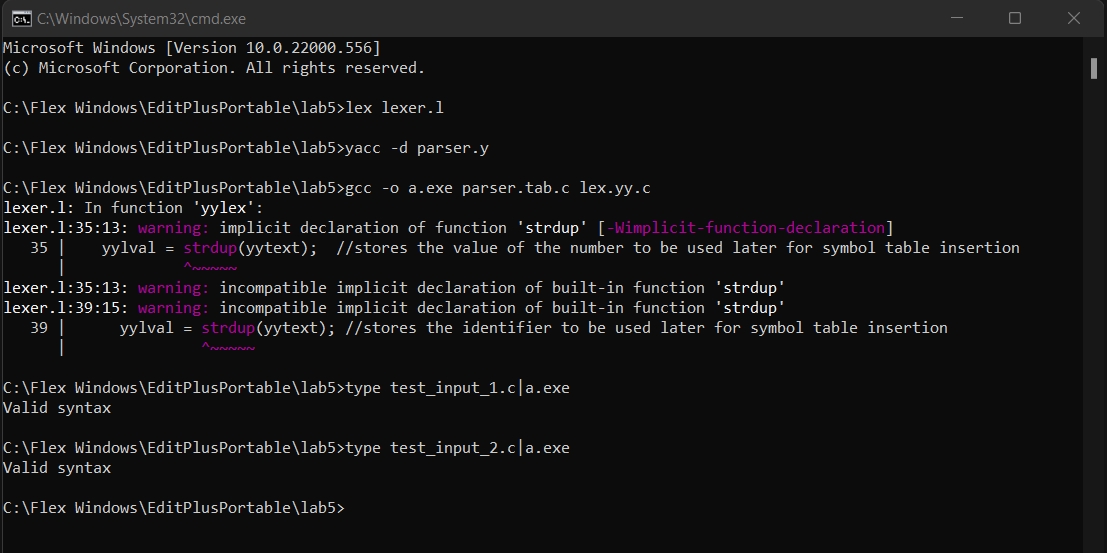 C:\Windows\System32\cmd.exe
Microsoft Windows [Version 10.0.22000.556]
(c) Microsoft Corporation. All rights reserved.
C:\Flex Windows\EditPlusPortable\lab5>lex lexer.l
C:\Flex Windows\EditPlusPortable\lab5>yacc -d parser.y
C:\Flex Windows\EditPlusPortable\lab5>gcc -o a.exe parser.tab.c lex.yy.c
lexer.l: In function 'yylex':
lexer.l:35:13: warning: implicit declaration of function 'strdup' [-Wimplicit-function-declaration]
   35 |    yylval = strdup(yytext);  //stores the value of the number to be used later for symbol table insertion
      |             ^~~~~~
lexer.l:35:13: warning: incompatible implicit declaration of built-in function 'strdup'
lexer.l:39:15: warning: incompatible implicit declaration of built-in function 'strdup'
   39 |      yylval = strdup(yytext); //stores the identifier to be used later for symbol table insertion
      |               ^~~~~~
C:\Flex Windows\EditPlusPortable\lab5>type test_input_1.c|a.exe
Valid syntax
C:\Flex Windows\EditPlusPortable\lab5>type test_input_2.c|a.exe
Valid syntax
C:\Flex Windows\EditPlusPortable\lab5>